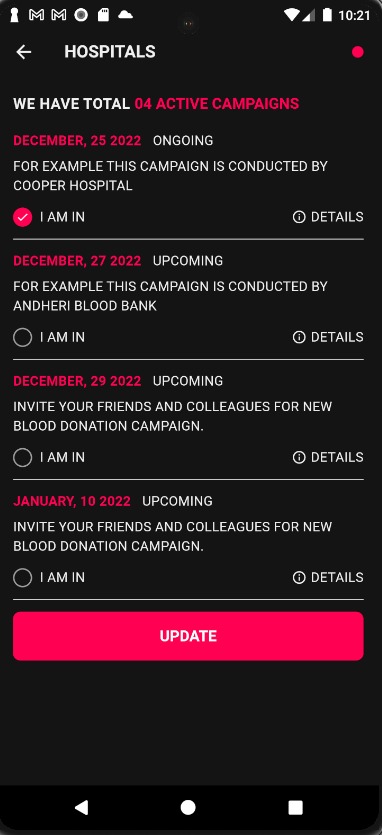 10:21
HOSPITALS
WE HAVE TOTAL 04 ACTIVE CAMPAIGNS
DECEMBER, 25 2022 ONGOING
FOR EXAMPLE THIS CAMPAIGN IS CONDUCTED BY
COOPER HOSPITAL
I AM IN DETAILS
DECEMBER, 27 2022 UPCOMING
FOR EXAMPLE THIS CAMPAIGN IS CONDUCTED BY
ANDHERI BLOOD BANK
I AM IN DETAILS
DECEMBER, 29 2022 UPCOMING
INVITE YOUR FRIENDS AND COLLEAGUES FOR NEW
BLOOD DONATION CAMPAIGN.
I AM IN DETAILS
JANUARY, 10 2022 UPCOMING
INVITE YOUR FRIENDS AND COLLEAGUES FOR NEW
BLOOD DONATION CAMPAIGN.
I AM IN DETAILS
UPDATE